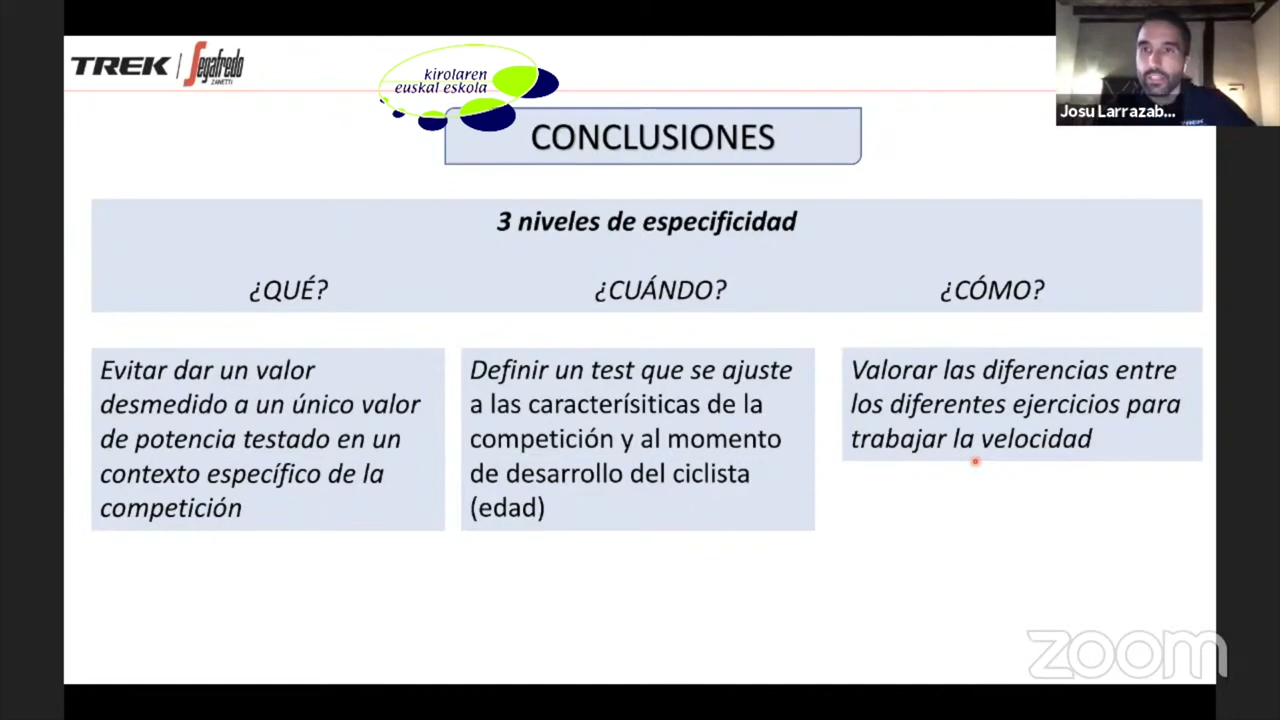 TREK | Segafredo
ZANETTI
kirolaren
euskal eskola
Josu Larrazab...
CONCLUSIONES
3 niveles de especificidad
¿QUÉ? ¿CUÁNDO? ¿CÓMO?
Evitar dar un valor
desmedido a un único valor
de potencia testado en un
contexto específico de la
competición
Definir un test que se ajuste
a las caracterísiticas de la
competición y al momento
de desarrollo del ciclista
(edad)
Valorar las diferencias entre
los diferentes ejercicios para
trabajar la velocidad
zoom